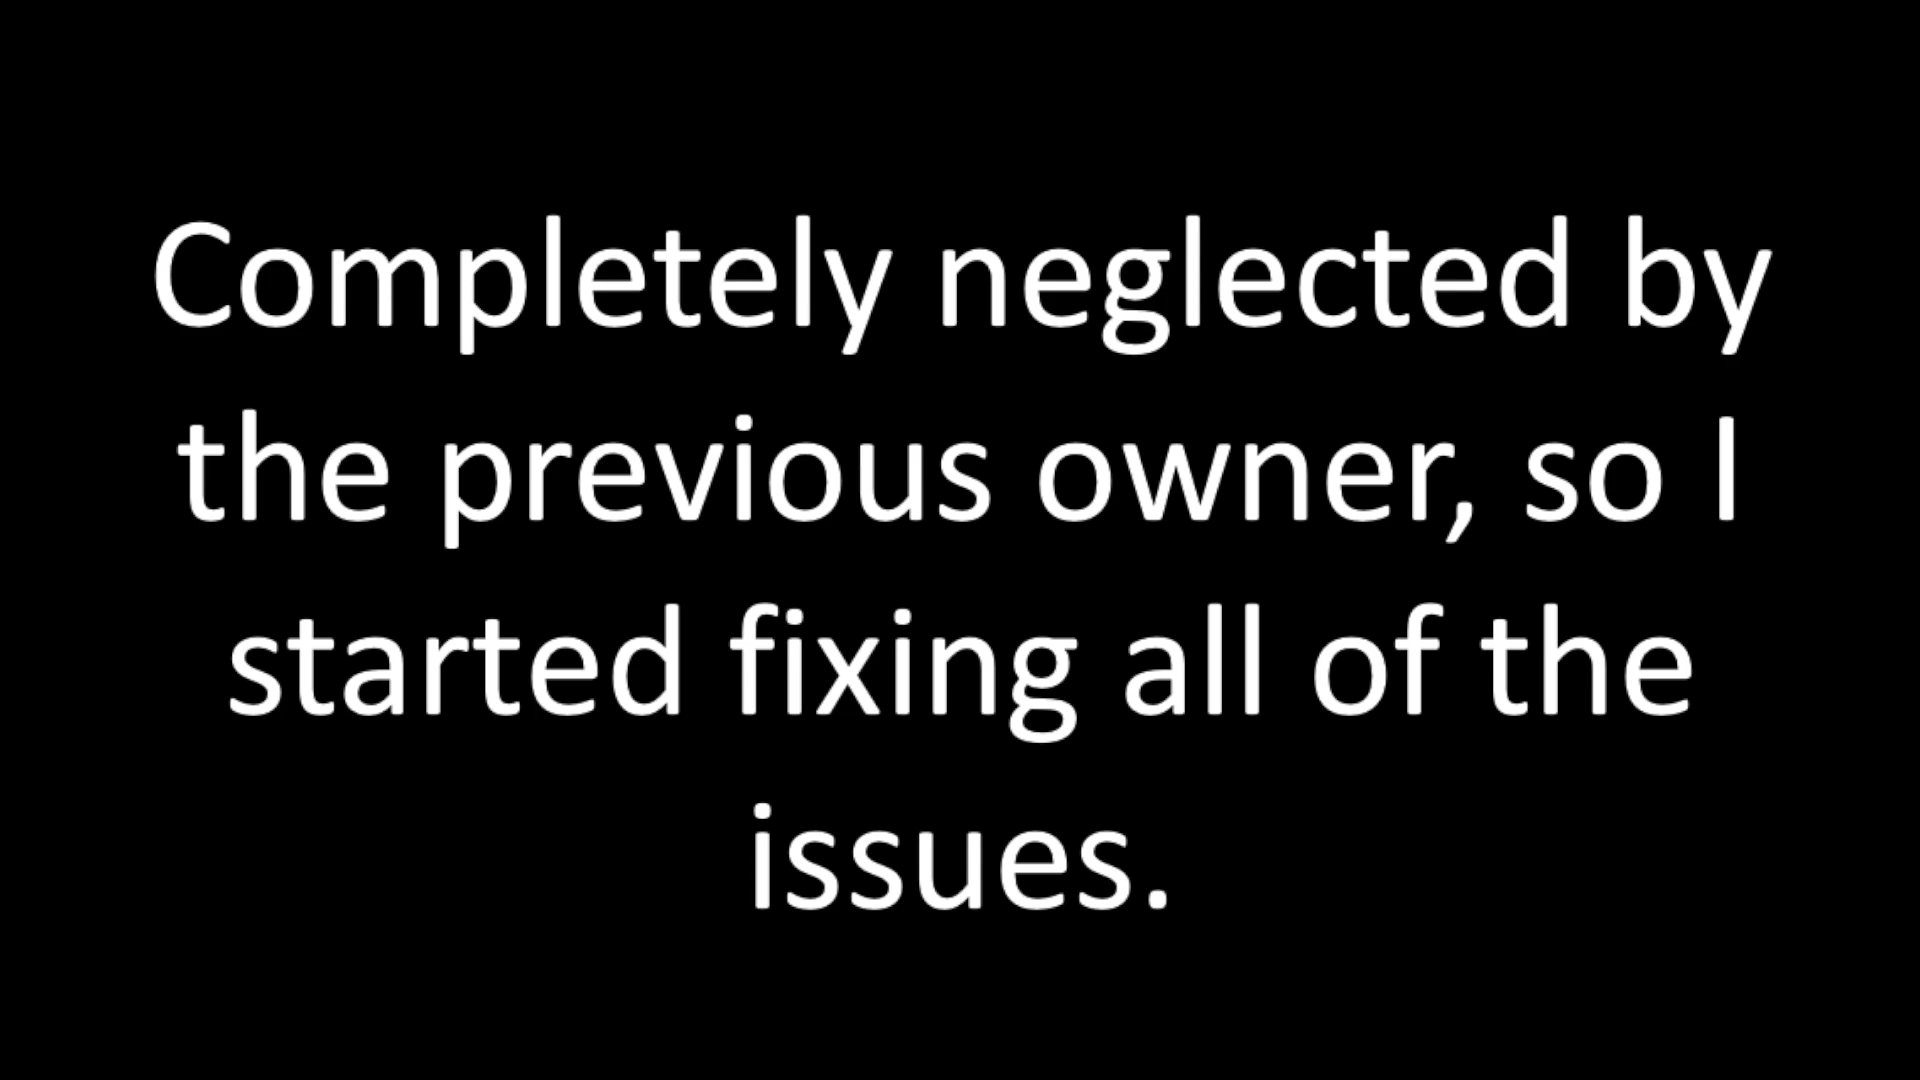 Completely neglected by
the previous owner, so I
started fixing all of the
issues.